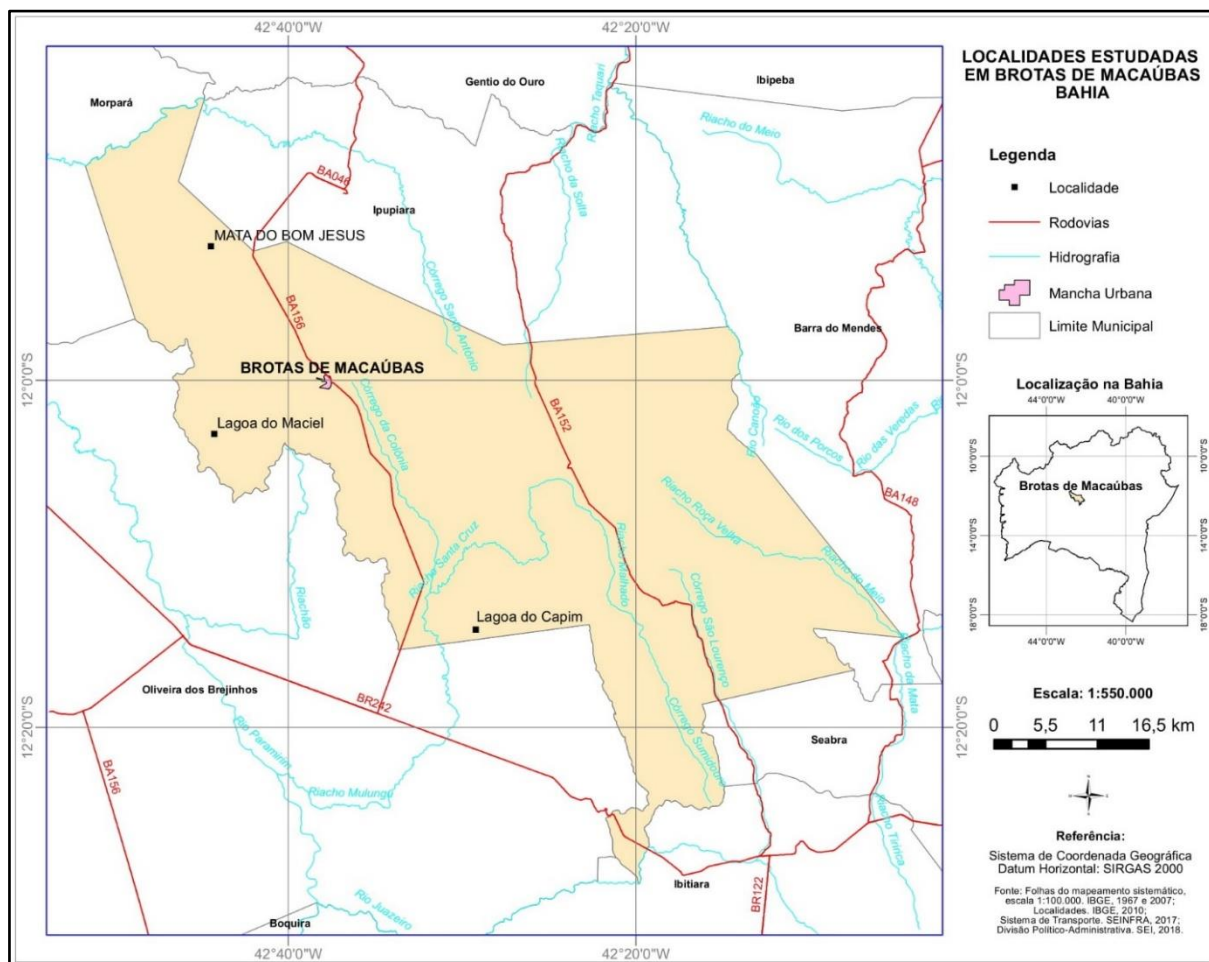 42°40'0"W
42°20'0"W
Gentio do Ouro
Ibipeba
Morpará
Riacho Taquari
Riacho do Meio
Riacho da Solta
BA046
Ipupiara
MATA DO BOM JESUS
Córrego Santo Antônio
BA156
Barra do Mendes
BROTAS DE MACAÚBAS
12°0'0"S
12°0'0"S
Córrego da Colônia
BA152
Rio Canoão
Rio dos Porcos
Rio das Veredas
Lagoa do Maciel
BA148
Riacho Roça Velha
Riacho Santa Cruz
Riacho Malhado
Riacho do Meio
Riachão
Córrego São Lourenço
Lagoa do Capim
Riacho da Mata
Oliveira dos Brejinhos
BR242
12°20'0"S
12°20'0"S
Seabra
Rio Paramirim
Córrego Sumidouro
BA156
Riacho Mulungu
Riacho Tiririca
Ibitiara
BR122
Rio Juazeiro
Boquira
42°40'0"W
42°20'0"W
LOCALIDADES ESTUDADAS
EM BROTAS DE MACAÚBAS
BAHIA
Legenda
Localidade
Rodovias
Hidrografia
Mancha Urbana
Limite Municipal
Localização na Bahia
44°0'0"W
40°0'0"W
10°0'0"S
10°0'0"S
Brotas de Macaúbas
14°0'0"S
14°0'0"S
18°0'0"S
18°0'0"S
44°0'0"W
40°0'0"W
Escala: 1:550.000
0 5,5 11 16,5 km
Referência:
Sistema de Coordenada Geográfica
Datum Horizontal: SIRGAS 2000
Fonte: Folhas do mapeamento sistemático,
escala 1:100.000. IBGE, 1967 e 2007;
Localidades. IBGE, 2010;
Sistema de Transporte. SEINFRA, 2017;
Divisão Político-Administrativa. SEI, 2018.